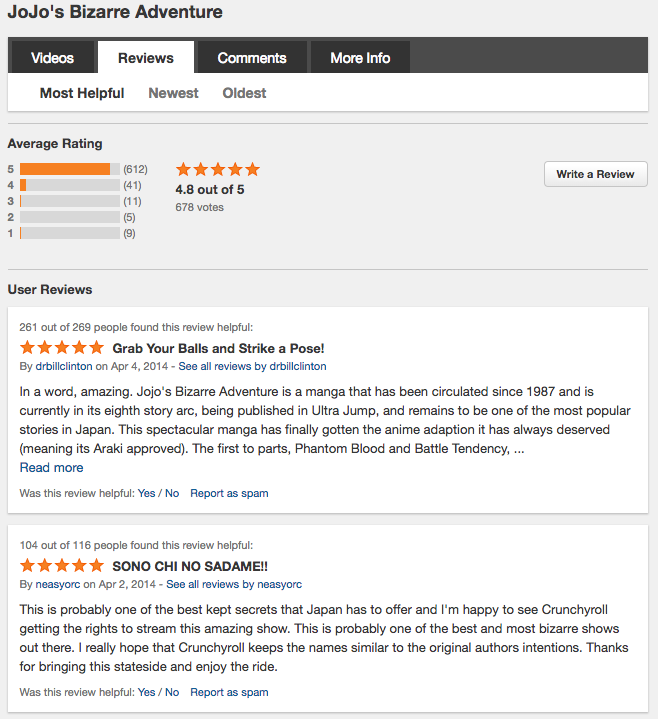 JoJo's Bizarre Adventure
Videos Reviews Comments More Info
Most Helpful Newest Oldest
Average Rating
5 (612)
4 (41)
3 (11)
2 (5)
1 (9)
4.8 out of 5
678 votes
Write a Review
User Reviews
261 out of 269 people found this review helpful:
Grab Your Balls and Strike a Pose!
By drbillclinton on Apr 4, 2014 - See all reviews by drbillclinton
In a word, amazing. Jojo's Bizarre Adventure is a manga that has been circulated since 1987 and is
currently in its eighth story arc, being published in Ultra Jump, and remains to be one of the most popular
stories in Japan. This spectacular manga has finally gotten the anime adaption it has always deserved
(meaning its Araki approved). The first to parts, Phantom Blood and Battle Tendency, ...
Read more
Was this review helpful: Yes / No Report as spam
104 out of 116 people found this review helpful:
SONO CHI NO SADAME!!
By neasyorc on Apr 2, 2014 - See all reviews by neasyorc
This is probably one of the best kept secrets that Japan has to offer and I'm happy to see Crunchyroll
getting the rights to stream this amazing show. This is probably one of the best and most bizarre shows
out there. I really hope that Crunchyroll keeps the names similar to the original authors intentions. Thanks
for bringing this stateside and enjoy the ride.
Was this review helpful: Yes / No Report as spam